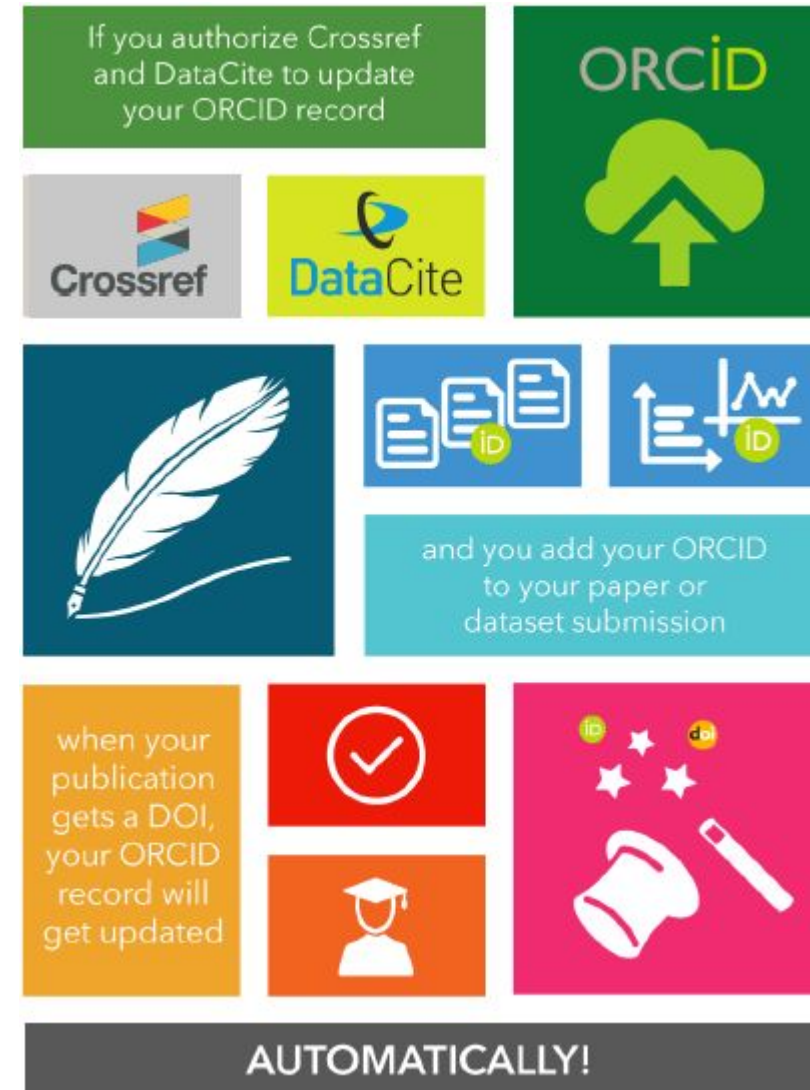 If you authorize Crossref
and DataCite to update
your ORCID record
ORCID
Crossref
DataCite
iD
iD
and you add your ORCID
to your paper or
dataset submission
when your
publication
gets a DOI,
your ORCID
record will
get updated
iD
doi
AUTOMATICALLY!